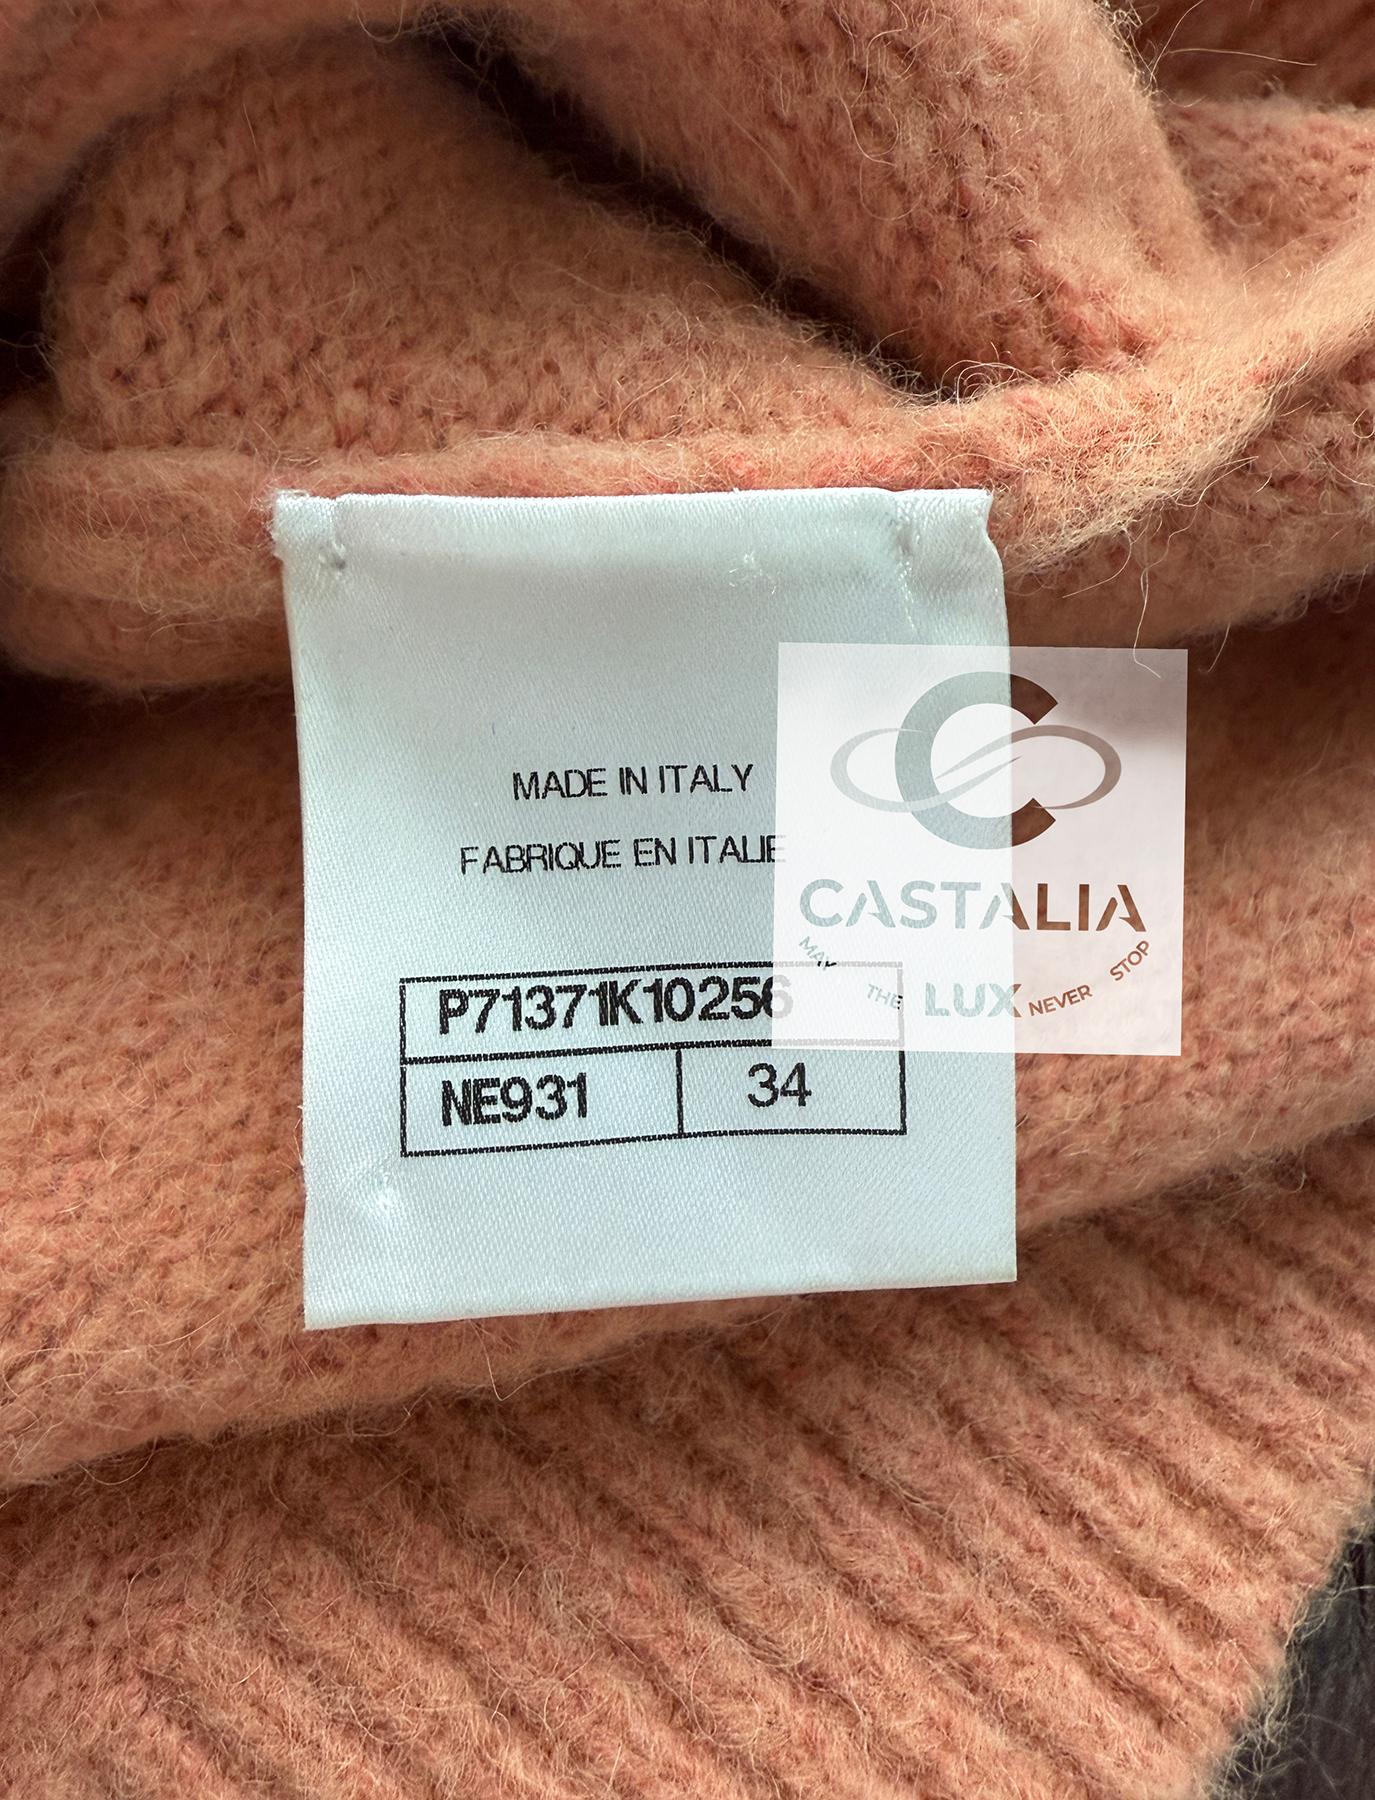 MADE IN ITALY
FABRIQUE EN ITALIE
P71371K10256
NE931 34
CASTALIA
MAY THE LUX NEVER STOP